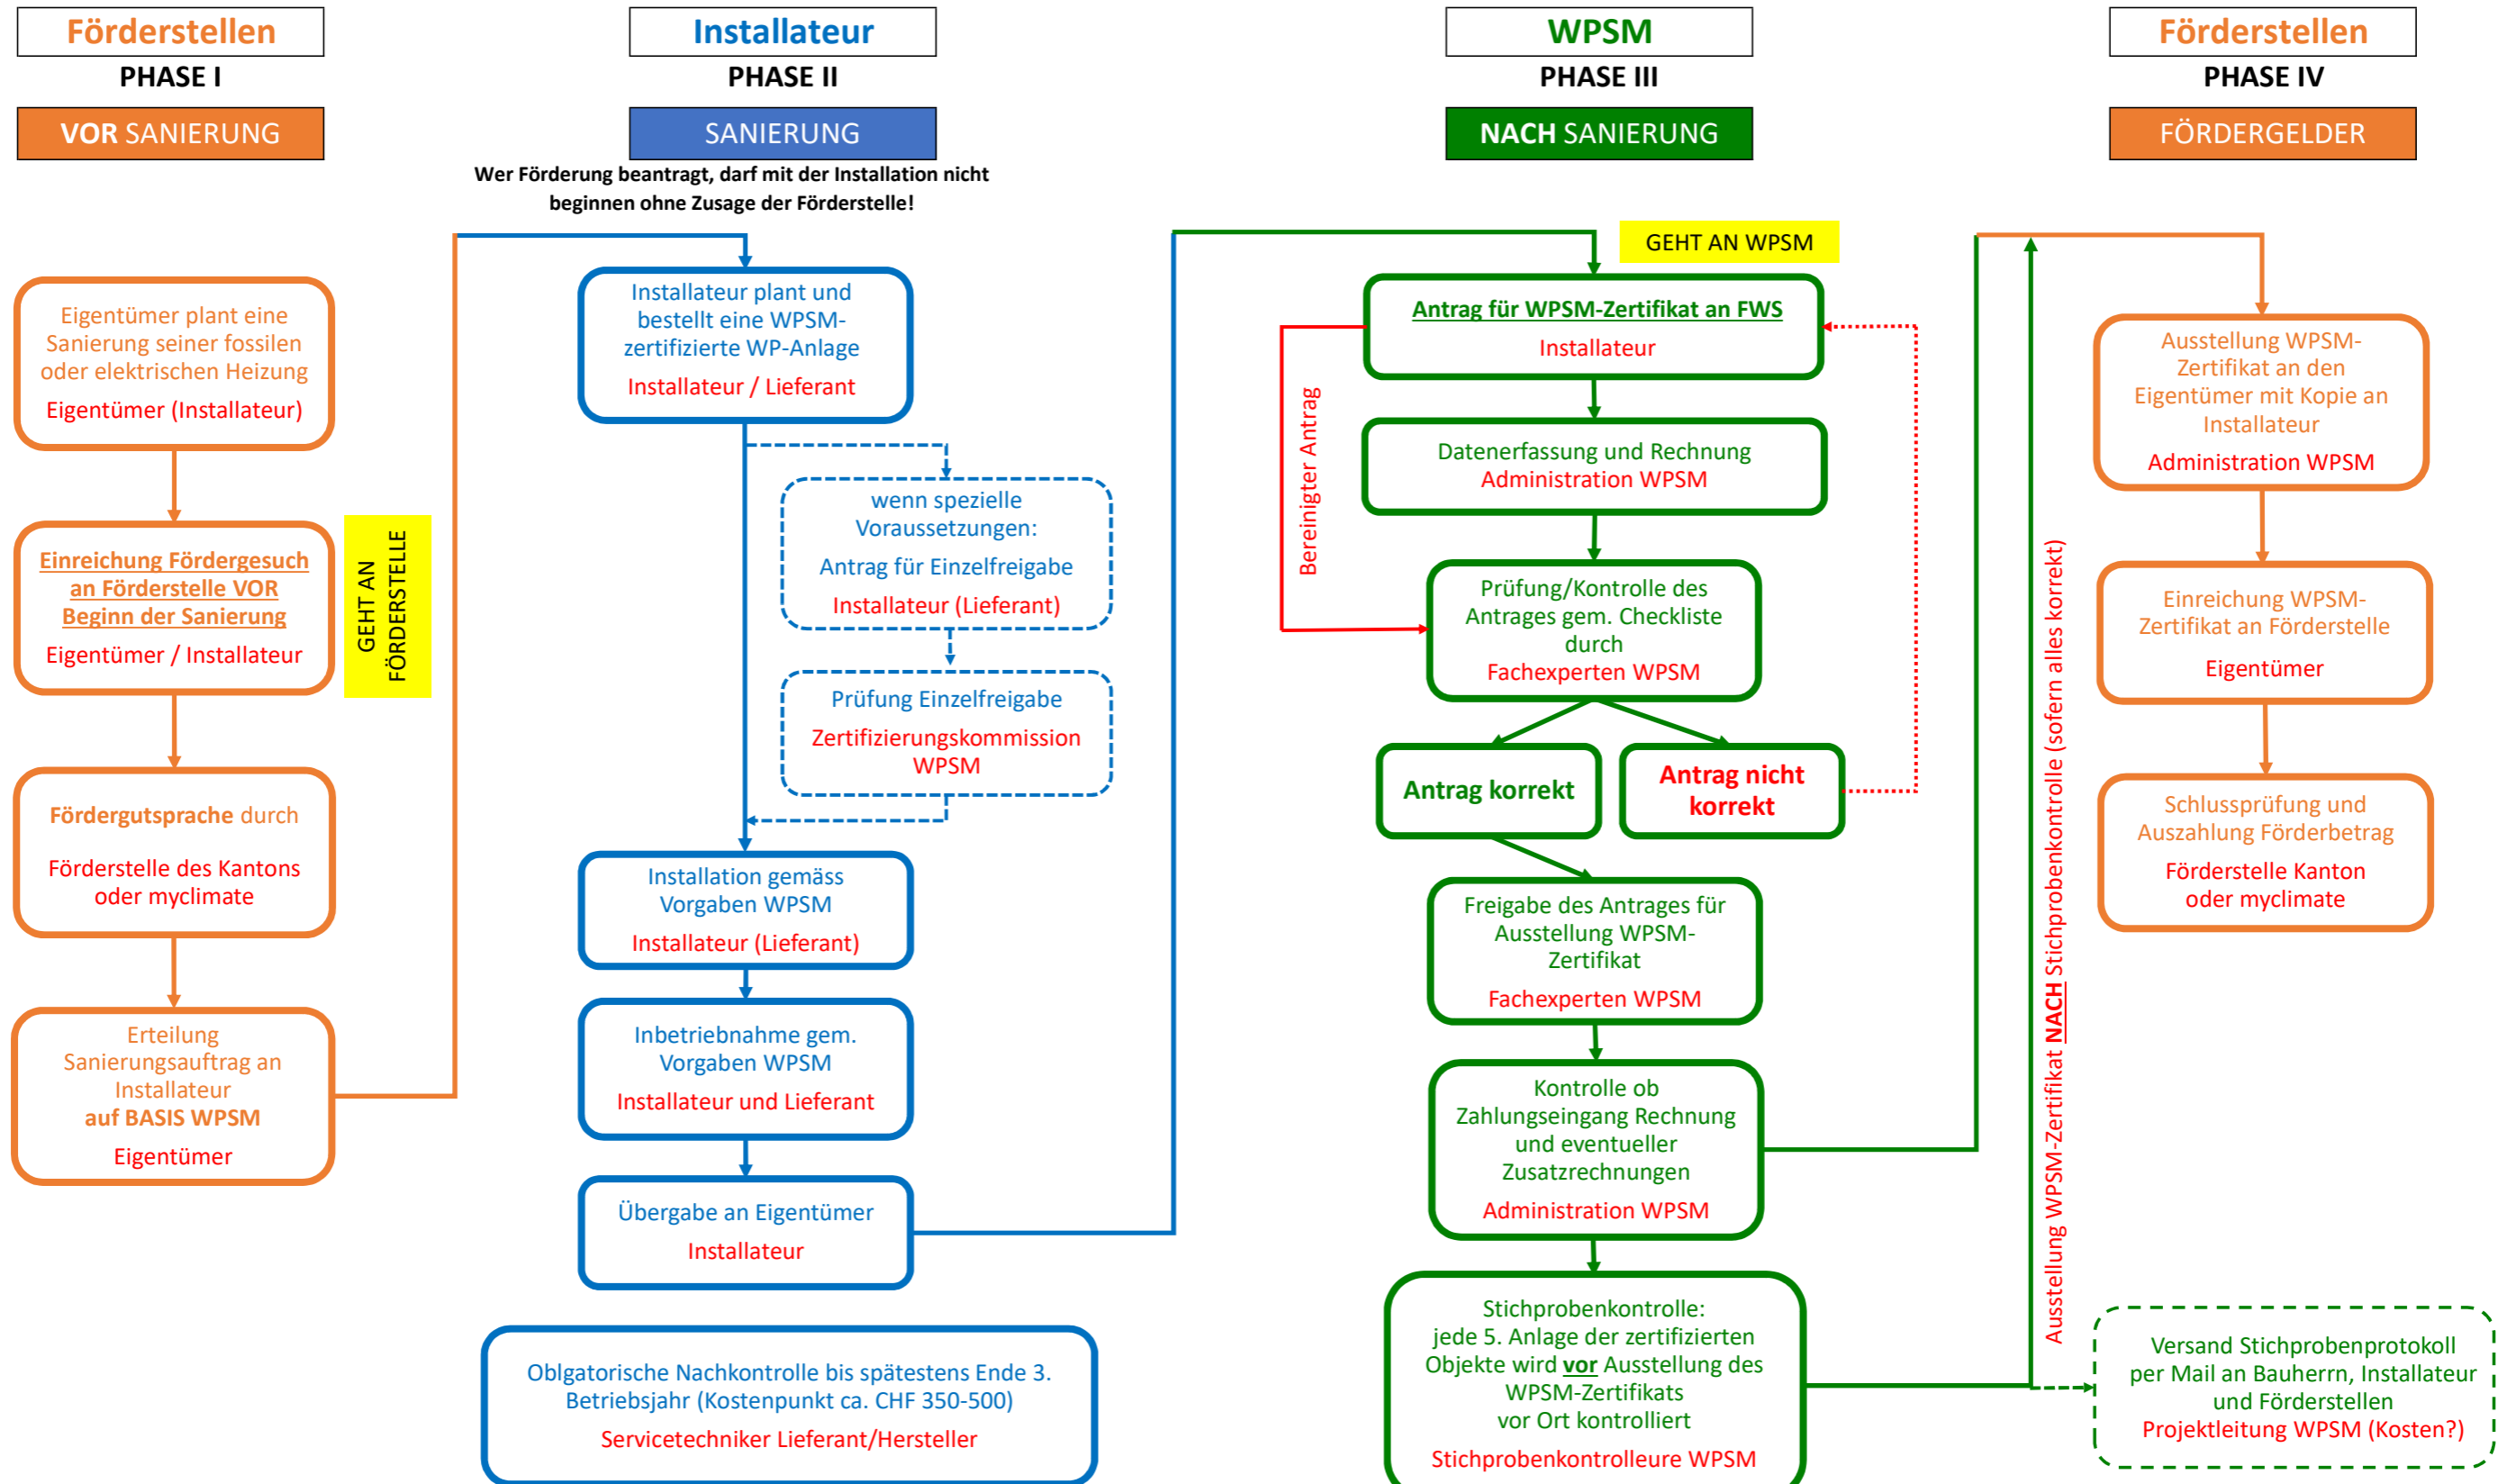 Förderstellen
PHASE I
VOR SANIERUNG
Eigentümer plant eine
Sanierung seiner fossilen
oder elektrischen Heizung
Eigentümer (Installateur)
Einreichung Fördergesuch
an Förderstelle VOR
Beginn der Sanierung
Eigentümer / Installateur
GEHT AN
FÖRDERSTELLE
Fördergutsprache durch
Förderstelle des Kantons
oder myclimate
Erteilung
Sanierungsauftrag an
Installateur
auf BASIS WPSM
Eigentümer
Installateur
PHASE II
SANIERUNG
Wer Förderung beantragt, darf mit der Installation nicht
beginnen ohne Zusage der Förderstelle!
Installateur plant und
bestellt eine WPSM-
zertifizierte WP-Anlage
Installateur / Lieferant
wenn spezielle
Voraussetzungen:
Antrag für Einzelfreigabe
Installateur (Lieferant)
Prüfung Einzelfreigabe
Zertifizierungskommission
WPSM
Installation gemäss
Vorgaben WPSM
Installateur (Lieferant)
Inbetriebnahme gem.
Vorgaben WPSM
Installateur und Lieferant
Übergabe an Eigentümer
Installateur
Oblgatorische Nachkontrolle bis spätestens Ende 3.
Betriebsjahr (Kostenpunkt ca. CHF 350-500)
Servicetechniker Lieferant/Hersteller
WPSM
PHASE III
NACH SANIERUNG
GEHT AN WPSM
Antrag für WPSM-Zertifikat an FWS
Installateur
Bereinigter Antrag
Datenerfassung und Rechnung
Administration WPSM
Prüfung/Kontrolle des
Antrages gem. Checkliste
durch
Fachexperten WPSM
Antrag korrekt
Antrag nicht
korrekt
Freigabe des Antrages für
Ausstellung WPSM-
Zertifikat
Fachexperten WPSM
Kontrolle ob
Zahlungseingang Rechnung
und eventueller
Zusatzrechnungen
Administration WPSM
Stichprobenkontrolle:
jede 5. Anlage der zertifizierten
Objekte wird vor Ausstellung des
WPSM-Zertifikats
vor Ort kontrolliert
Stichprobenkontrolleure WPSM
Ausstellung WPSM-Zertifikat NACH Stichprobenkontrolle (sofern alles korrekt)
Förderstellen
PHASE IV
FÖRDERGELDER
Ausstellung WPSM-
Zertifikat an den
Eigentümer mit Kopie an
Installateur
Administration WPSM
Einreichung WPSM-
Zertifikat an Förderstelle
Eigentümer
Schlussprüfung und
Auszahlung Förderbetrag
Förderstelle Kanton
oder myclimate
Versand Stichprobenprotokoll
per Mail an Bauherrn, Installateur
und Förderstellen
Projektleitung WPSM (Kosten?)